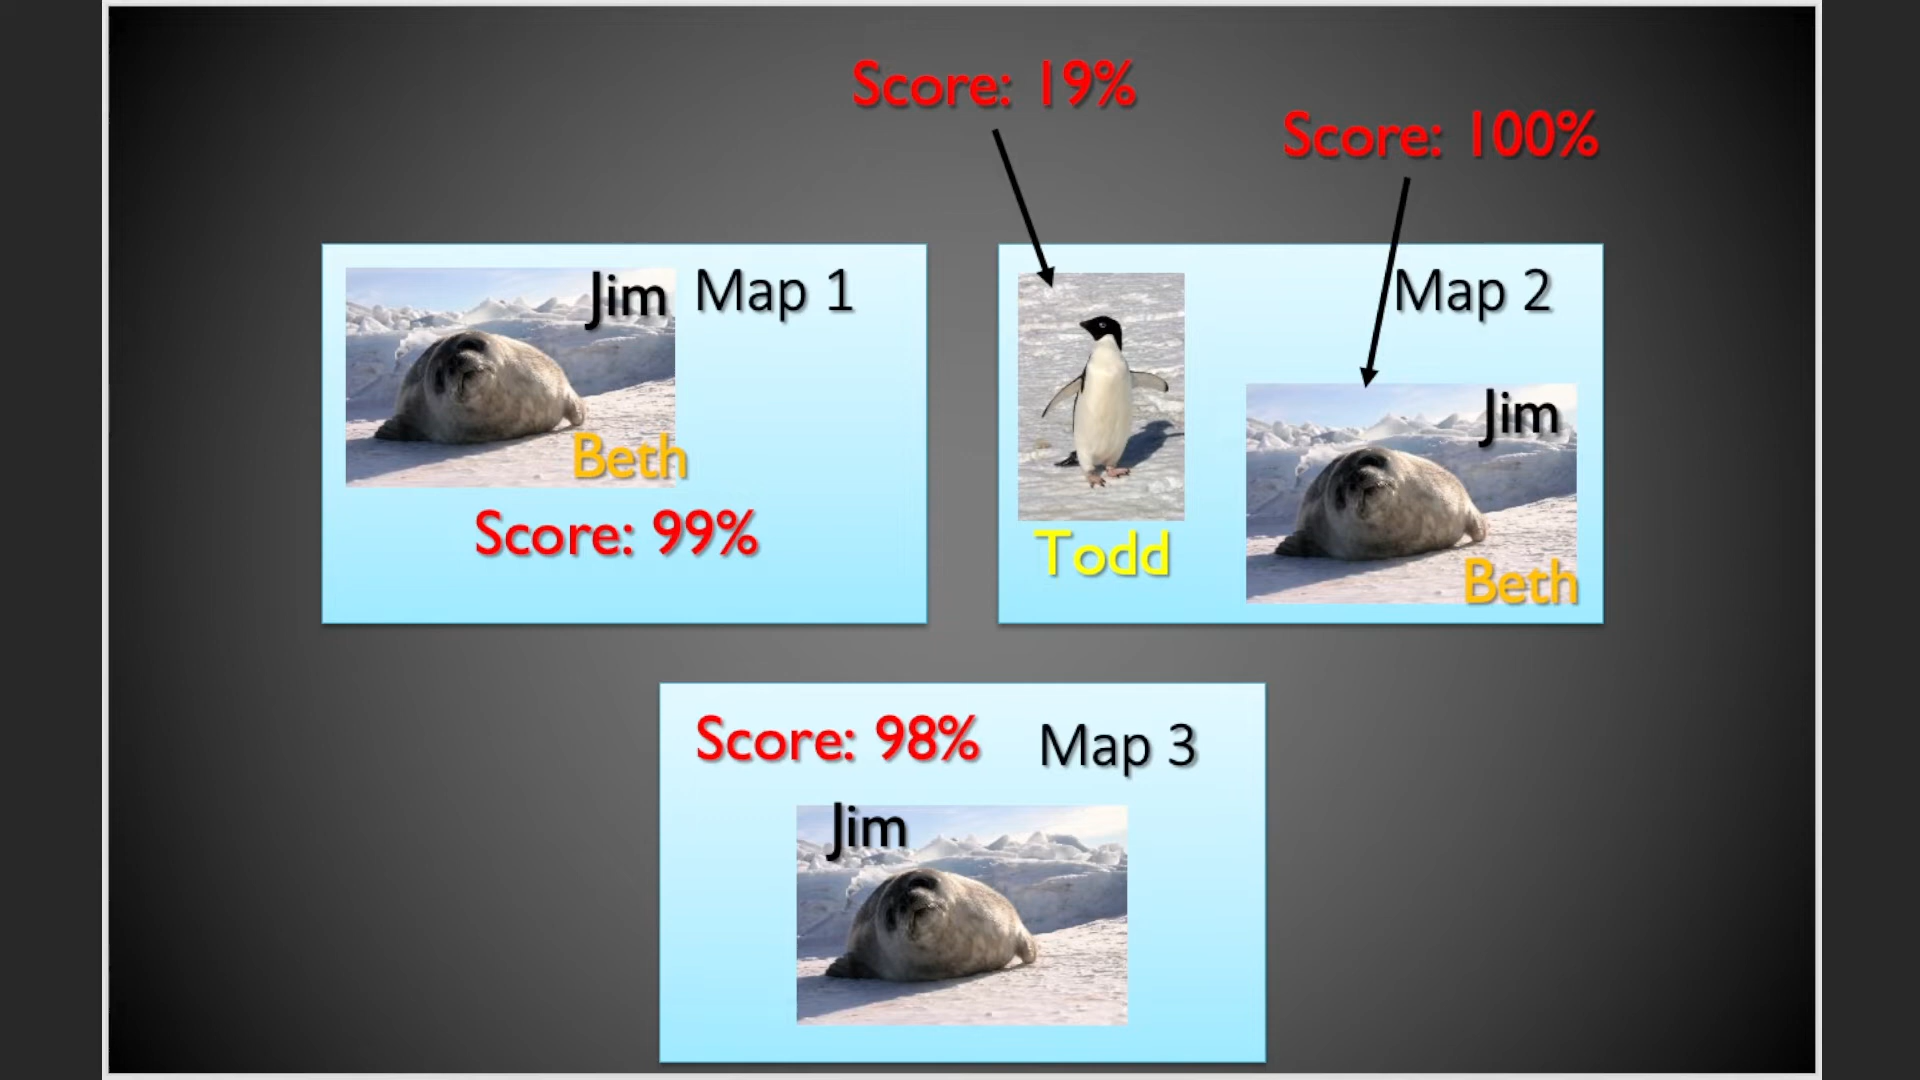 Score: 19%
Score: 100%
Jim
Map 1
Beth
Score: 99%
Map 2
Jim
Todd
Beth
Score: 98%
Map 3
Jim